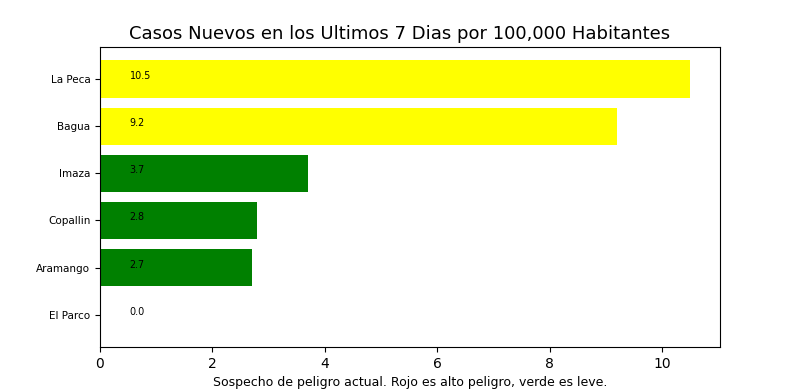 Casos Nuevos en los Ultimos 7 Dias por 100,000 Habitantes
La Peca 10.5
Bagua 9.2
Imaza 3.7
Copallin 2.8
Aramango 2.7
El Parco 0.0
0 2 4 6 8 10
Sospecho de peligro actual. Rojo es alto peligro, verde es leve.